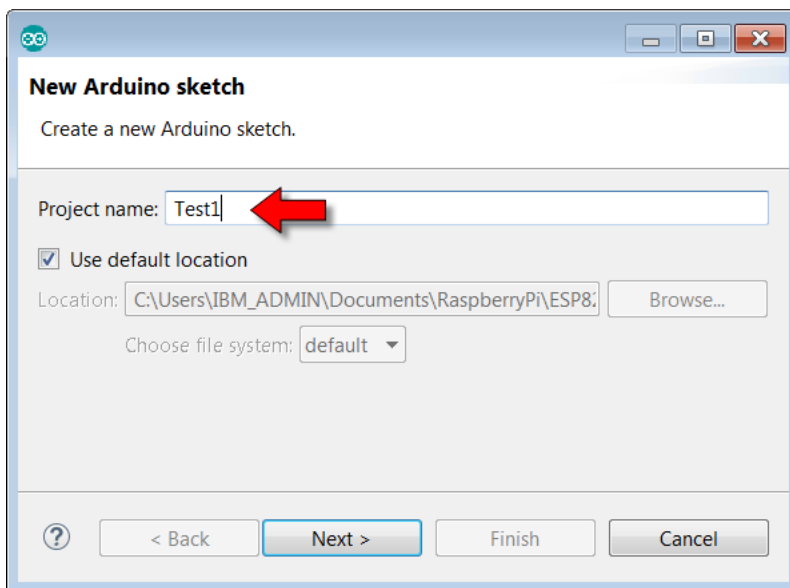 New Arduino sketch
Create a new Arduino sketch.
Project name: Test1
Use default location
Location: C:\Users\IBM_ADMIN\Documents\RaspberryPi\ESP82 Browse...
Choose file system: default
? < Back Next > Finish Cancel